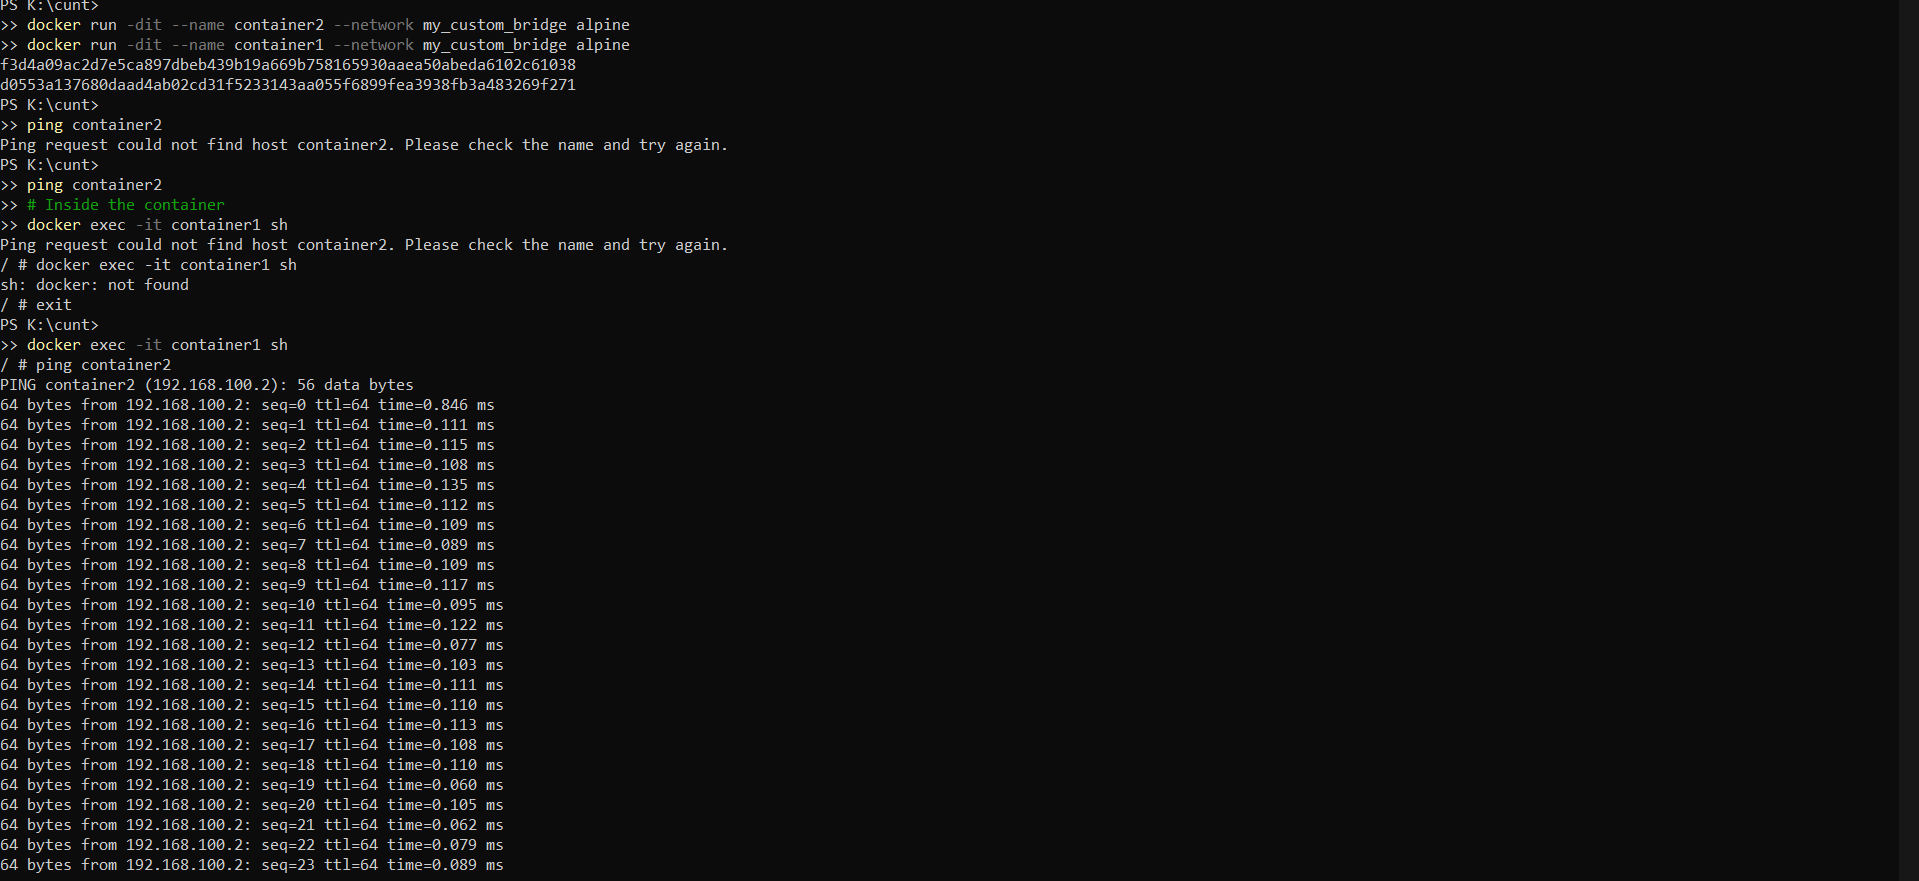 PS K:\cunt>
>> docker run -dit --name container2 --network my_custom_bridge alpine
>> docker run -dit --name container1 --network my_custom_bridge alpine
f3d4a09ac2d7e5ca897dbeb439b19a669b758165930aaea50abeda6102c61038
d0553a137680daad4ab02cd31f5233143aa055f6899fea3938fb3a483269f271
PS K:\cunt>
>> ping container2
Ping request could not find host container2. Please check the name and try again.
PS K:\cunt>
>> ping container2
>> # Inside the container
>> docker exec -it container1 sh
Ping request could not find host container2. Please check the name and try again.
/ # docker exec -it container1 sh
sh: docker: not found
/ # exit
PS K:\cunt>
>> docker exec -it container1 sh
/ # ping container2
PING container2 (192.168.100.2): 56 data bytes
64 bytes from 192.168.100.2: seq=0 ttl=64 time=0.846 ms
64 bytes from 192.168.100.2: seq=1 ttl=64 time=0.111 ms
64 bytes from 192.168.100.2: seq=2 ttl=64 time=0.115 ms
64 bytes from 192.168.100.2: seq=3 ttl=64 time=0.108 ms
64 bytes from 192.168.100.2: seq=4 ttl=64 time=0.135 ms
64 bytes from 192.168.100.2: seq=5 ttl=64 time=0.112 ms
64 bytes from 192.168.100.2: seq=6 ttl=64 time=0.109 ms
64 bytes from 192.168.100.2: seq=7 ttl=64 time=0.089 ms
64 bytes from 192.168.100.2: seq=8 ttl=64 time=0.109 ms
64 bytes from 192.168.100.2: seq=9 ttl=64 time=0.117 ms
64 bytes from 192.168.100.2: seq=10 ttl=64 time=0.095 ms
64 bytes from 192.168.100.2: seq=11 ttl=64 time=0.122 ms
64 bytes from 192.168.100.2: seq=12 ttl=64 time=0.077 ms
64 bytes from 192.168.100.2: seq=13 ttl=64 time=0.103 ms
64 bytes from 192.168.100.2: seq=14 ttl=64 time=0.111 ms
64 bytes from 192.168.100.2: seq=15 ttl=64 time=0.110 ms
64 bytes from 192.168.100.2: seq=16 ttl=64 time=0.113 ms
64 bytes from 192.168.100.2: seq=17 ttl=64 time=0.108 ms
64 bytes from 192.168.100.2: seq=18 ttl=64 time=0.110 ms
64 bytes from 192.168.100.2: seq=19 ttl=64 time=0.060 ms
64 bytes from 192.168.100.2: seq=20 ttl=64 time=0.105 ms
64 bytes from 192.168.100.2: seq=21 ttl=64 time=0.062 ms
64 bytes from 192.168.100.2: seq=22 ttl=64 time=0.079 ms
64 bytes from 192.168.100.2: seq=23 ttl=64 time=0.089 ms